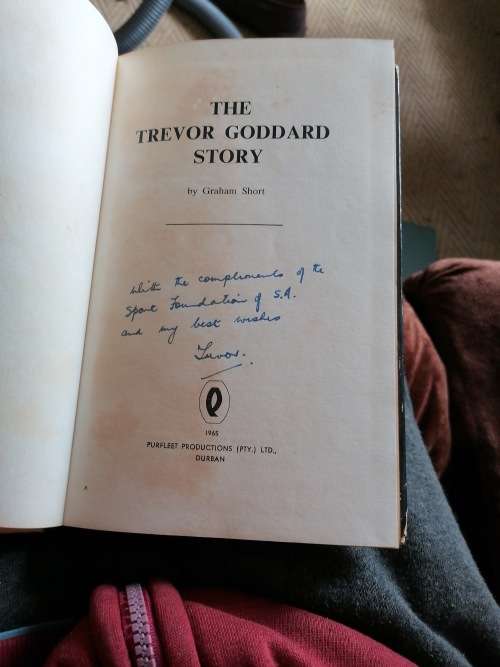 THE
TREVOR GODDARD
STORY
by Graham Short
With the compliments of the
Sport Foundation of S.A.
and my best wishes
Trevor.
1965
PURFLEET PRODUCTIONS (PTY.) LTD.,
DURBAN